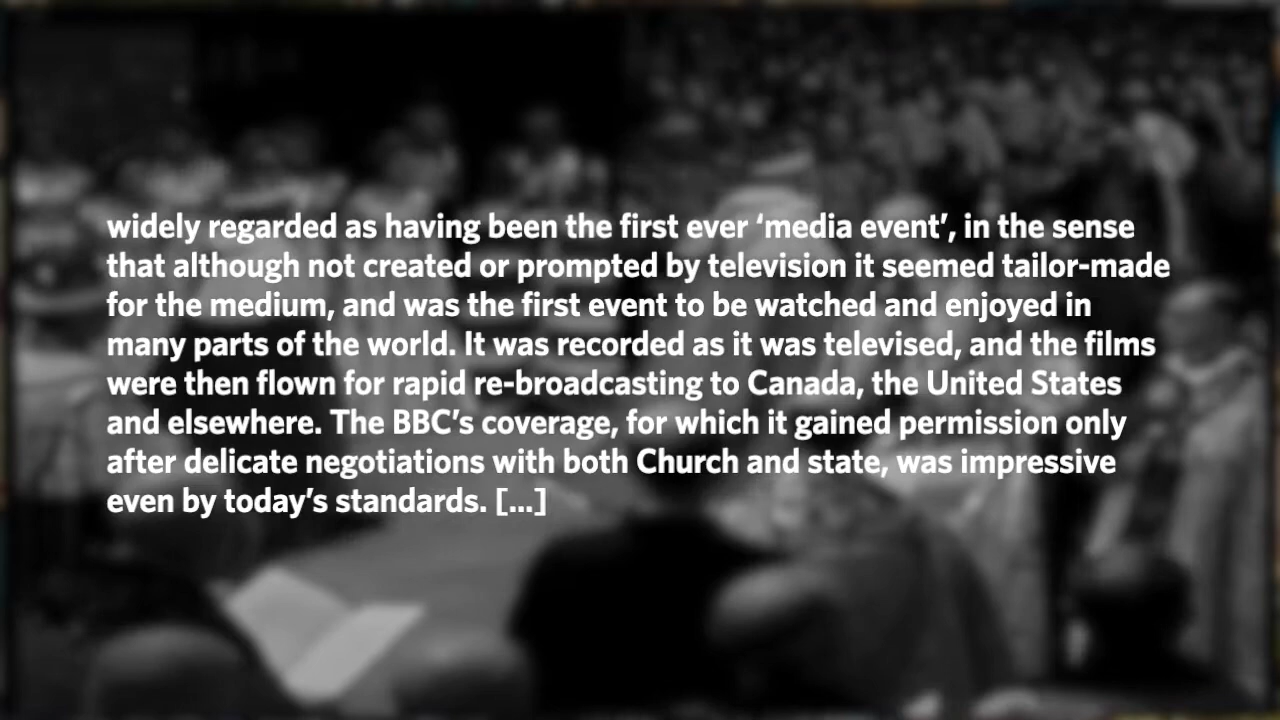 widely regarded as having been the first ever ‘media event’, in the sense
that although not created or prompted by television it seemed tailor-made
for the medium, and was the first event to be watched and enjoyed in
many parts of the world. It was recorded as it was televised, and the films
were then flown for rapid re-broadcasting to Canada, the United States
and elsewhere. The BBC’s coverage, for which it gained permission only
after delicate negotiations with both Church and state, was impressive
even by today’s standards. [...]